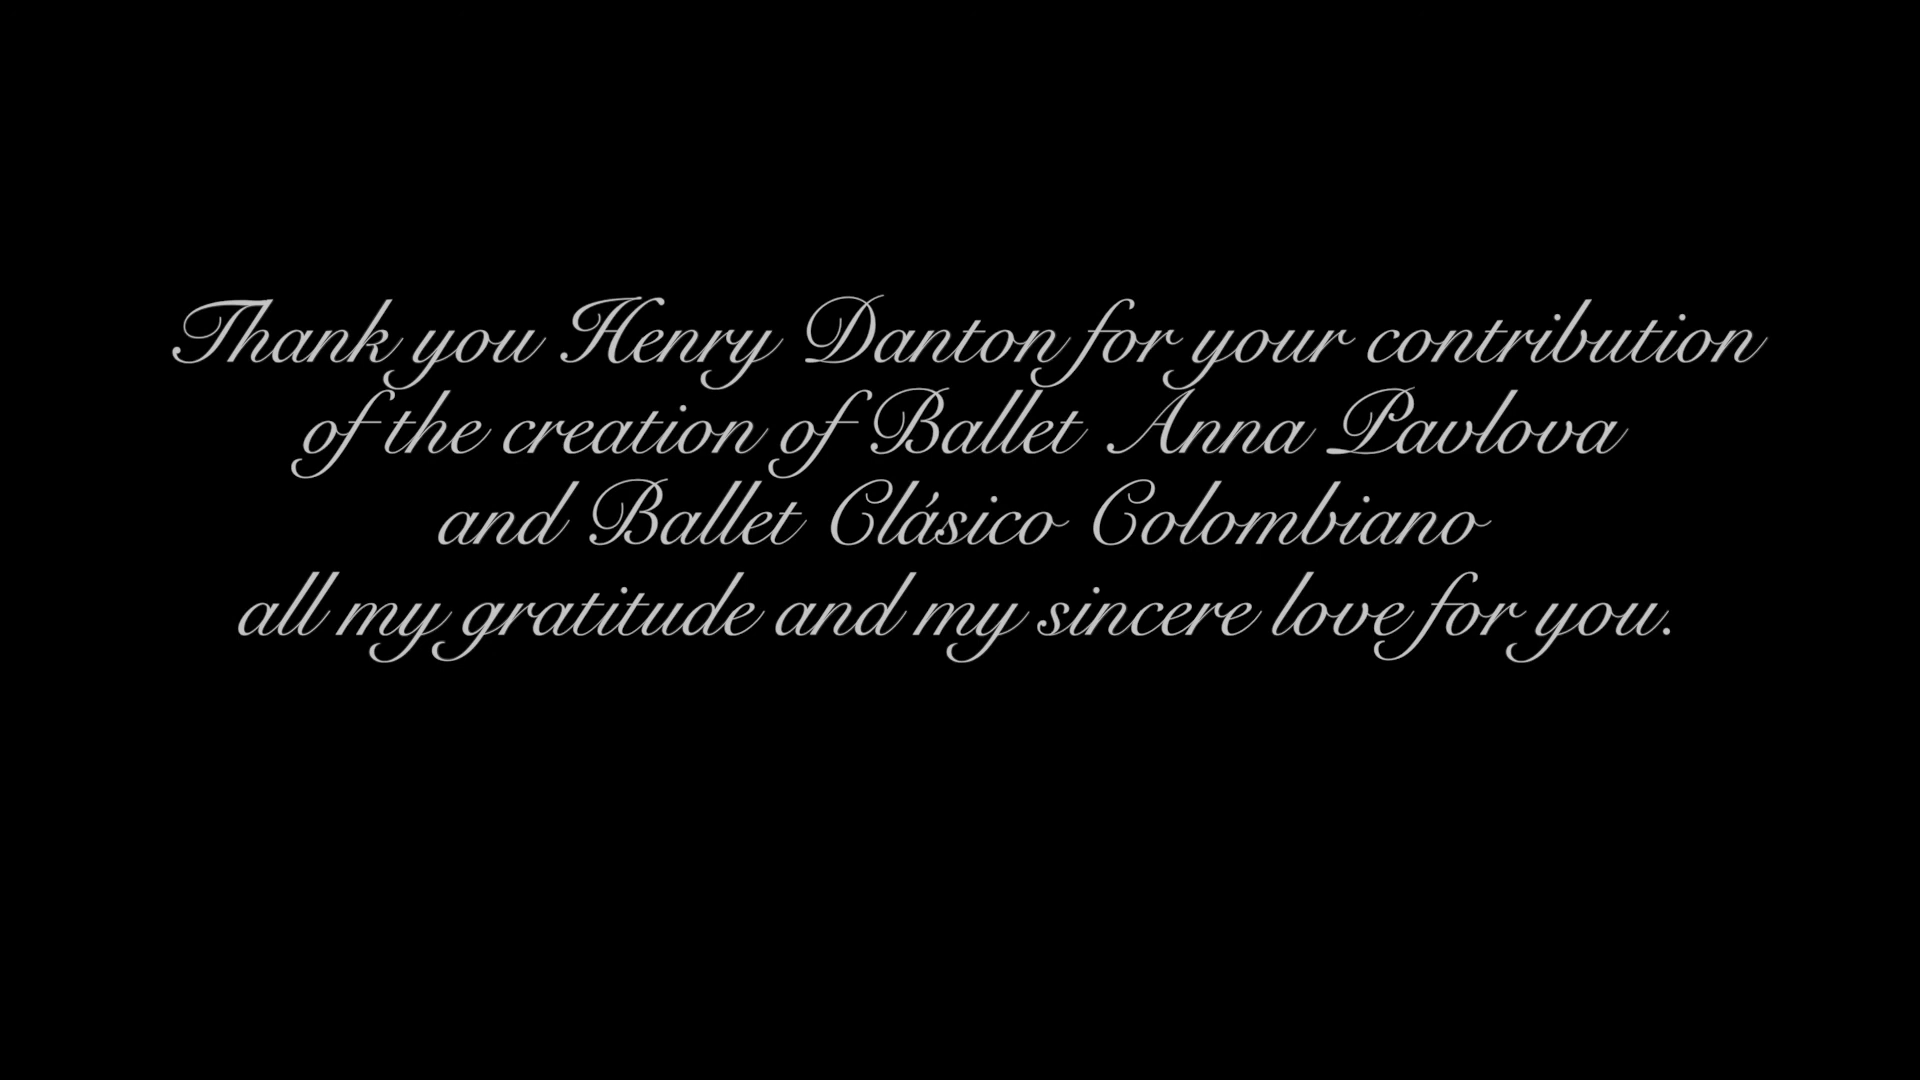 Thank you Henry Danton for your contribution
of the creation of Ballet Anna Pavlova
and Ballet Clásico Colombiano
all my gratitude and my sincere love for you.